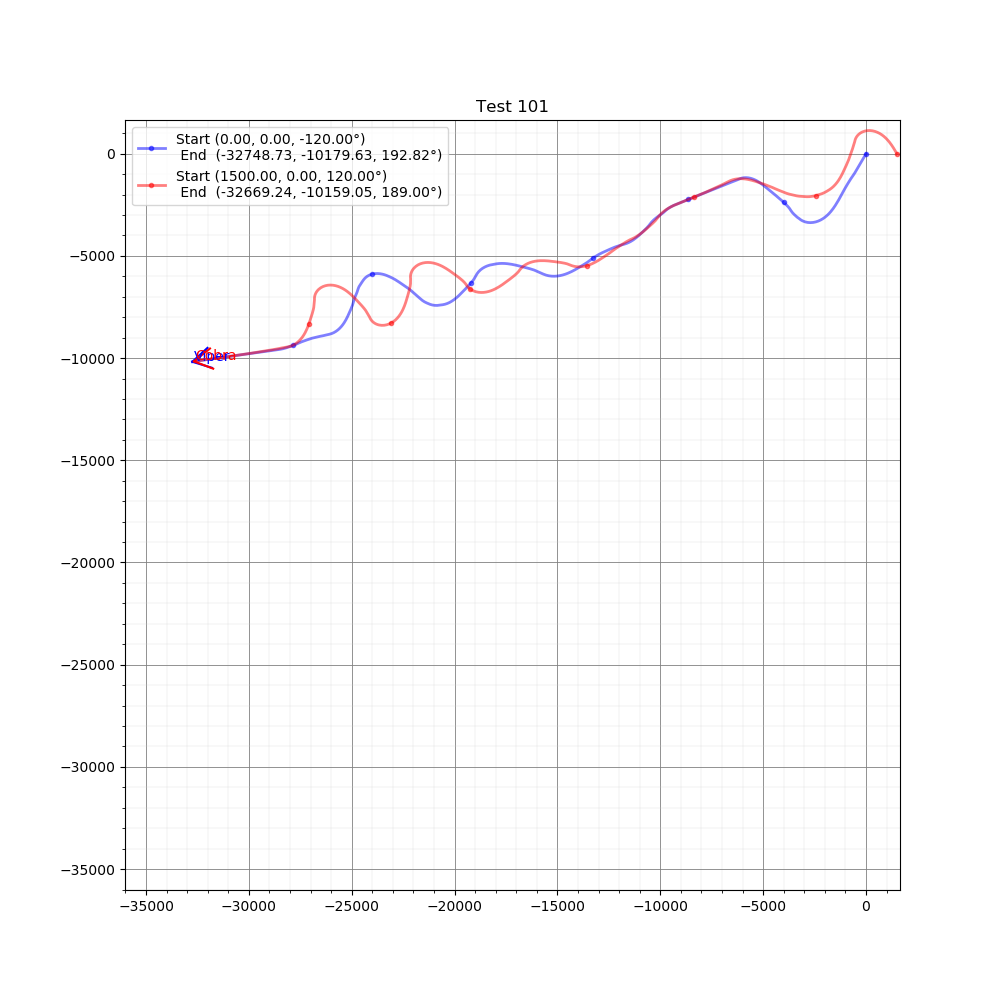 Test 101
Start (0.00, 0.00, -120.00°)
End (-32748.73, -10179.63, 192.82°)
Start (1500.00, 0.00, 120.00°)
End (-32669.24, -10159.05, 189.00°)
0
−5000
−10000
−15000
−20000
−25000
−30000
−35000
−35000 −30000 −25000 −20000 −15000 −10000 −5000 0